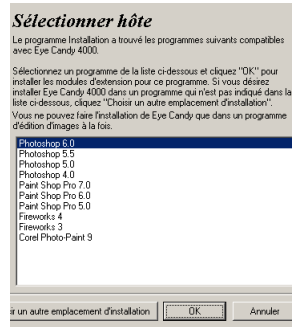 Sélectionner hôte
Le programme Installation a trouvé les programmes suivants compatibles
avec Eye Candy 4000.
Sélectionnez un programme de la liste ci-dessous et cliquez "OK" pour
installer les modules d'extension pour ce programme. Si vous désirez
installer Eye Candy 4000 dans un programme qui n'est pas indiqué dans la
liste ci-dessous, cliquez "Choisir un autre emplacement d'installation".
Vous ne pouvez faire l'installation de Eye Candy que dans un programme
d'édition d'images à la fois.
Photoshop 6.0
Photoshop 5.5
Photoshop 5.0
Photoshop 4.0
Paint Shop Pro 7.0
Paint Shop Pro 6.0
Paint Shop Pro 5.0
Fireworks 4
Fireworks 3
Corel Photo-Paint 9
ir un autre emplacement d'installation OK Annuler